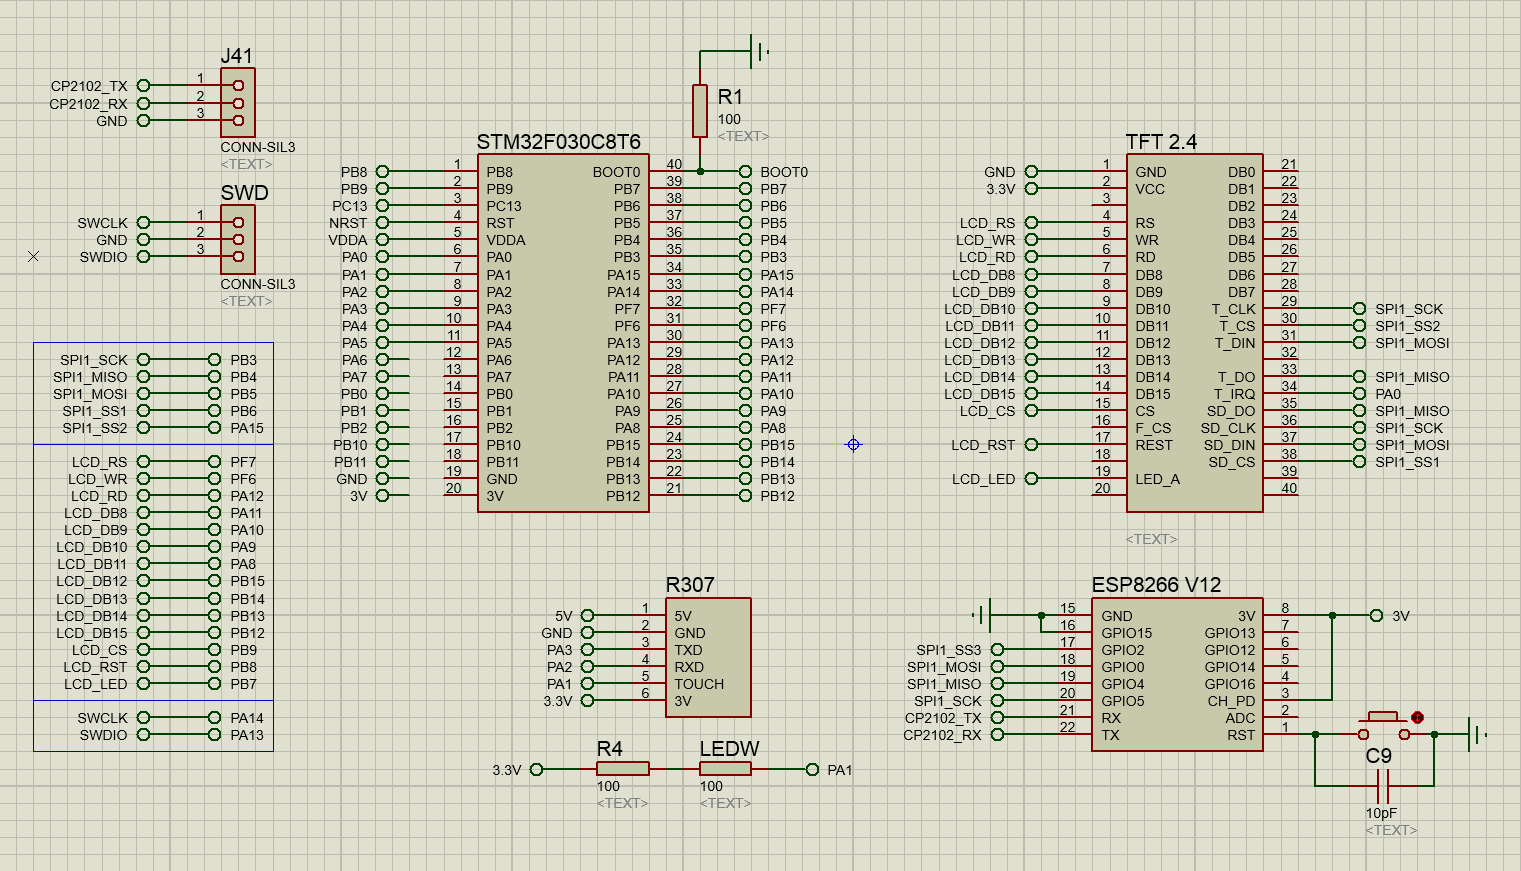 J41
CP2102_TX 1
CP2102_RX 2
GND 3
CONN-SIL3
<TEXT>
SWD
SWCLK 1
GND 2
SWDIO 3
CONN-SIL3
<TEXT>
SPI1_SCK PB3
SPI1_MISO PB4
SPI1_MOSI PB5
SPI1_SS1 PB6
SPI1_SS2 PA15
LCD_RS PF7
LCD_WR PF6
LCD_RD PA12
LCD_DB8 PA11
LCD_DB9 PA10
LCD_DB10 PA9
LCD_DB11 PA8
LCD_DB12 PB15
LCD_DB13 PB14
LCD_DB14 PB13
LCD_DB15 PB12
LCD_CS PB9
LCD_RST PB8
LCD_LED PB7
SWCLK PA14
SWDIO PA13
R1
100
<TEXT>
STM32F030C8T6
PB8 1 PB8 BOOT0 40 BOOT0
PB9 2 PB9 PB7 39 PB7
PC13 3 PC13 PB6 38 PB6
NRST 4 RST PB5 37 PB5
VDDA 5 VDDA PB4 36 PB4
PA0 6 PA0 PB3 35 PB3
PA1 7 PA1 PA15 34 PA15
PA2 8 PA2 PA14 33 PA14
PA3 9 PA3 PF7 32 PF7
PA4 10 PA4 PF6 31 PF6
PA5 11 PA5 PA13 30 PA13
PA6 12 PA6 PA12 29 PA12
PA7 13 PA7 PA11 28 PA11
PB0 14 PB0 PA10 27 PA10
PB1 15 PB1 PA9 26 PA9
PB2 16 PB2 PA8 25 PA8
PB10 17 PB10 PB15 24 PB15
PB11 18 PB11 PB14 23 PB14
GND 19 GND PB13 22 PB13
3V 20 3V PB12 21 PB12
TFT 2.4
GND 1 GND DB0 21
3.3V 2 VCC DB1 22
3 DB2 23
LCD_RS 4 RS DB3 24
LCD_WR 5 WR DB4 25
LCD_RD 6 RD DB5 26
LCD_DB8 7 DB8 DB6 27
LCD_DB9 8 DB9 DB7 28
LCD_DB10 9 DB10 T_CLK 29 SPI1_SCK
LCD_DB11 10 DB11 T_CS 30 SPI1_SS2
LCD_DB12 11 DB12 T_DIN 31 SPI1_MOSI
LCD_DB13 12 DB13 32
LCD_DB14 13 DB14 T_DO 33 SPI1_MISO
LCD_DB15 14 DB15 T_IRQ 34 PA0
LCD_CS 15 CS SD_DO 35 SPI1_MISO
16 F_CS SD_CLK 36 SPI1_SCK
LCD_RST 17 REST SD_DIN 37 SPI1_MOSI
18 SD_CS 38 SPI1_SS1
LCD_LED 19 LED_A 39
20 40
<TEXT>
R307
5V 1 5V
GND 2 GND
PA3 3 TXD
PA2 4 RXD
PA1 5 TOUCH
3.3V 6 3V
R4 LEDW
3.3V PA1
100 100
<TEXT> <TEXT>
ESP8266 V12
15 GND 3V 8 3V
16 GPIO15 GPIO13 7
SPI1_SS3 17 GPIO2 GPIO12 6
SPI1_MOSI 18 GPIO0 GPIO14 5
SPI1_MISO 19 GPIO4 GPIO16 4
SPI1_SCK 20 GPIO5 CH_PD 3
CP2102_TX 21 RX ADC 2
CP2102_RX 22 TX RST 1
C9
10pF
<TEXT>